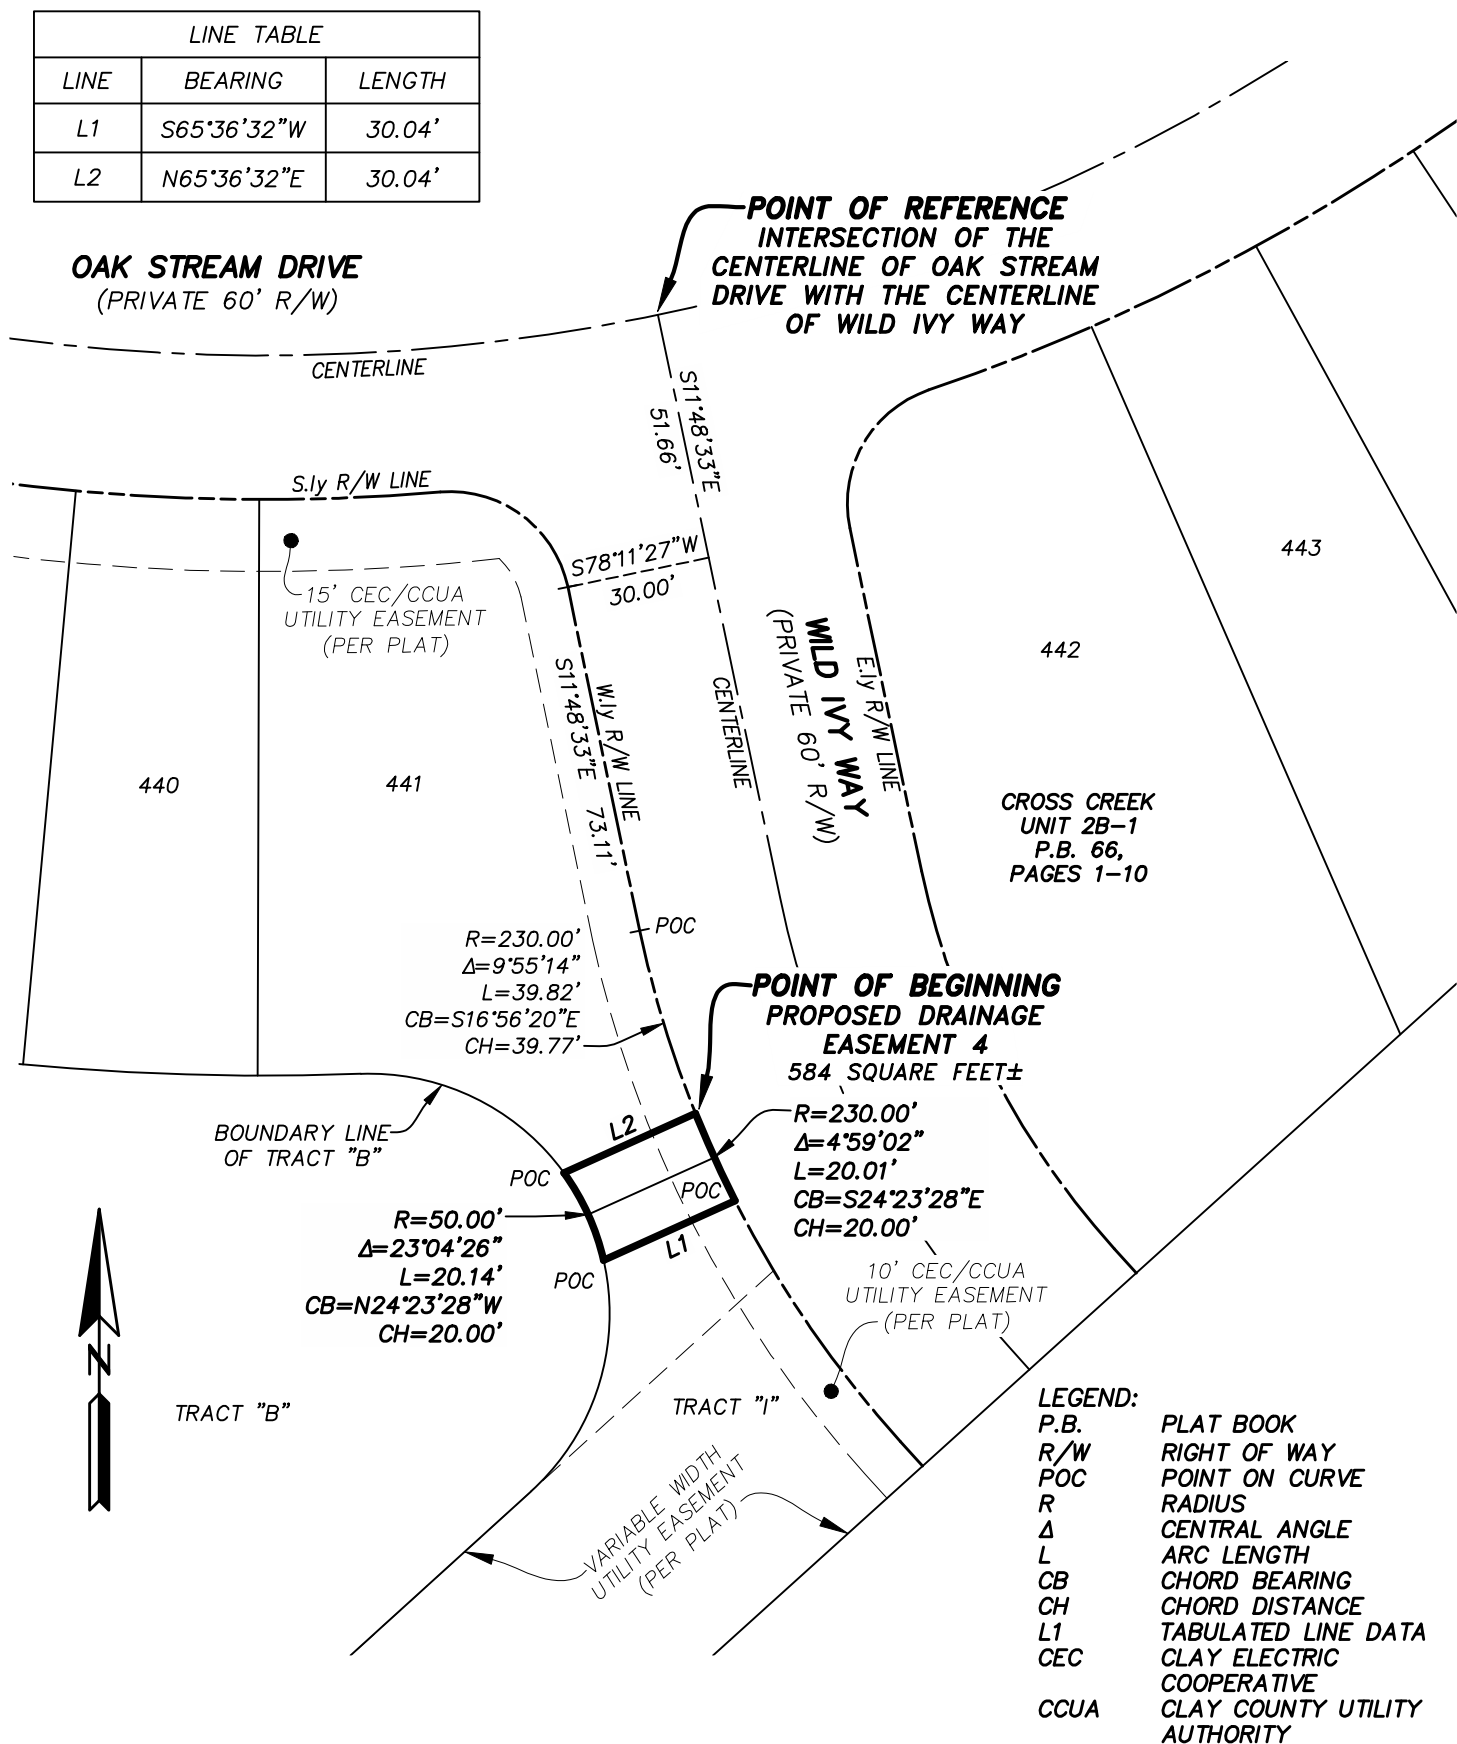 LINE TABLE
LINE BEARING LENGTH
L1 S65°36'32"W 30.04'
L2 N65°36'32"E 30.04'
OAK STREAM DRIVE
(PRIVATE 60' R/W)
POINT OF REFERENCE
INTERSECTION OF THE
CENTERLINE OF OAK STREAM
DRIVE WITH THE CENTERLINE
OF WILD IVY WAY
CENTERLINE
S11°48'33"E
51.66'
S.ly R/W LINE
S78°11'27"W
30.00'
15' CEC/CCUA
UTILITY EASEMENT
(PER PLAT)
443
442
WILD IVY WAY
(PRIVATE 60' R/W)
E.ly R/W LINE
CENTERLINE
W.ly R/W LINE
S11°48'33"E 73.11'
440
441
CROSS CREEK
UNIT 2B-1
P.B. 66,
PAGES 1-10
POC
R=230.00'
Δ=9°55'14"
L=39.82'
CB=S16°56'20"E
CH=39.77'
POINT OF BEGINNING
PROPOSED DRAINAGE
EASEMENT 4
584 SQUARE FEET±
R=230.00'
Δ=4°59'02"
L=20.01'
CB=S24°23'28"E
CH=20.00'
BOUNDARY LINE
OF TRACT "B"
L2
POC
POC
L1
POC
R=50.00'
Δ=23°04'26"
L=20.14'
CB=N24°23'28"W
CH=20.00'
10' CEC/CCUA
UTILITY EASEMENT
(PER PLAT)
N
TRACT "B"
TRACT "I"
VARIABLE WIDTH
UTILITY EASEMENT
(PER PLAT)
LEGEND:
P.B. PLAT BOOK
R/W RIGHT OF WAY
POC POINT ON CURVE
R RADIUS
Δ CENTRAL ANGLE
L ARC LENGTH
CB CHORD BEARING
CH CHORD DISTANCE
L1 TABULATED LINE DATA
CEC CLAY ELECTRIC
COOPERATIVE
CCUA CLAY COUNTY UTILITY
AUTHORITY